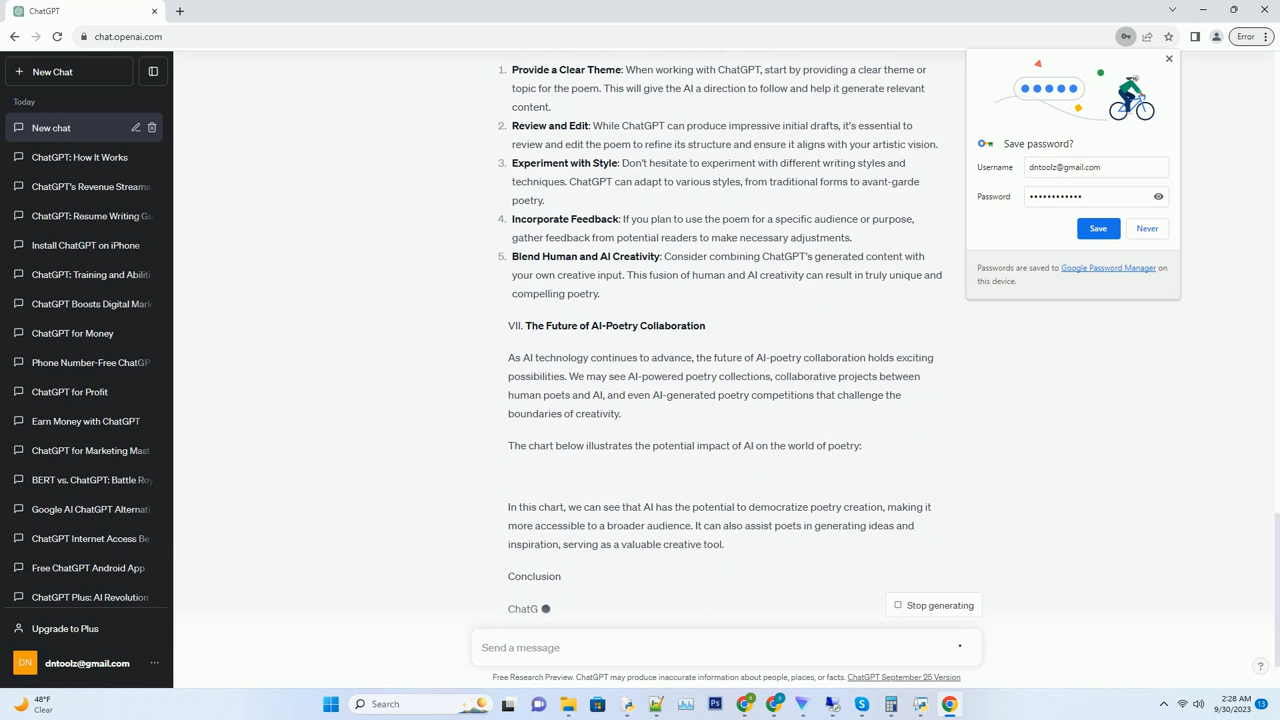 ChatGPT
chat.openai.com
Error
New Chat
Today
New chat
ChatGPT: How It Works
ChatGPT's Revenue Streams
ChatGPT: Resume Writing Gu
Install ChatGPT on iPhone
ChatGPT: Training and Abiliti
ChatGPT Boosts Digital Mark
ChatGPT for Money
Phone Number-Free ChatGP
ChatGPT for Profit
Earn Money with ChatGPT
ChatGPT for Marketing Mast
BERT vs. ChatGPT: Battle Roy
Google AI ChatGPT Alternati
ChatGPT Internet Access Be
Free ChatGPT Android App
ChatGPT Plus: AI Revolution
Upgrade to Plus
DN dntoolz@gmail.com
1. Provide a Clear Theme: When working with ChatGPT, start by providing a clear theme or
topic for the poem. This will give the AI a direction to follow and help it generate relevant
content.
2. Review and Edit: While ChatGPT can produce impressive initial drafts, it's essential to
review and edit the poem to refine its structure and ensure it aligns with your artistic vision.
3. Experiment with Style: Don't hesitate to experiment with different writing styles and
techniques. ChatGPT can adapt to various styles, from traditional forms to avant-garde
poetry.
4. Incorporate Feedback: If you plan to use the poem for a specific audience or purpose,
gather feedback from potential readers to make necessary adjustments.
5. Blend Human and AI Creativity: Consider combining ChatGPT's generated content with
your own creative input. This fusion of human and AI creativity can result in truly unique and
compelling poetry.
VII. The Future of AI-Poetry Collaboration
As AI technology continues to advance, the future of AI-poetry collaboration holds exciting
possibilities. We may see AI-powered poetry collections, collaborative projects between
human poets and AI, and even AI-generated poetry competitions that challenge the
boundaries of creativity.
The chart below illustrates the potential impact of AI on the world of poetry:
In this chart, we can see that AI has the potential to democratize poetry creation, making it
more accessible to a broader audience. It can also assist poets in generating ideas and
inspiration, serving as a valuable creative tool.
Conclusion
ChatG
Stop generating
Send a message
Free Research Preview. ChatGPT may produce inaccurate information about people, places, or facts. ChatGPT September 25 Version
?
Save password?
Username dntoolz@gmail.com
Password ••••••••••••
Save Never
Passwords are saved to Google Password Manager on
this device.
48°F
Clear
Search
2:28 AM
9/30/2023
13